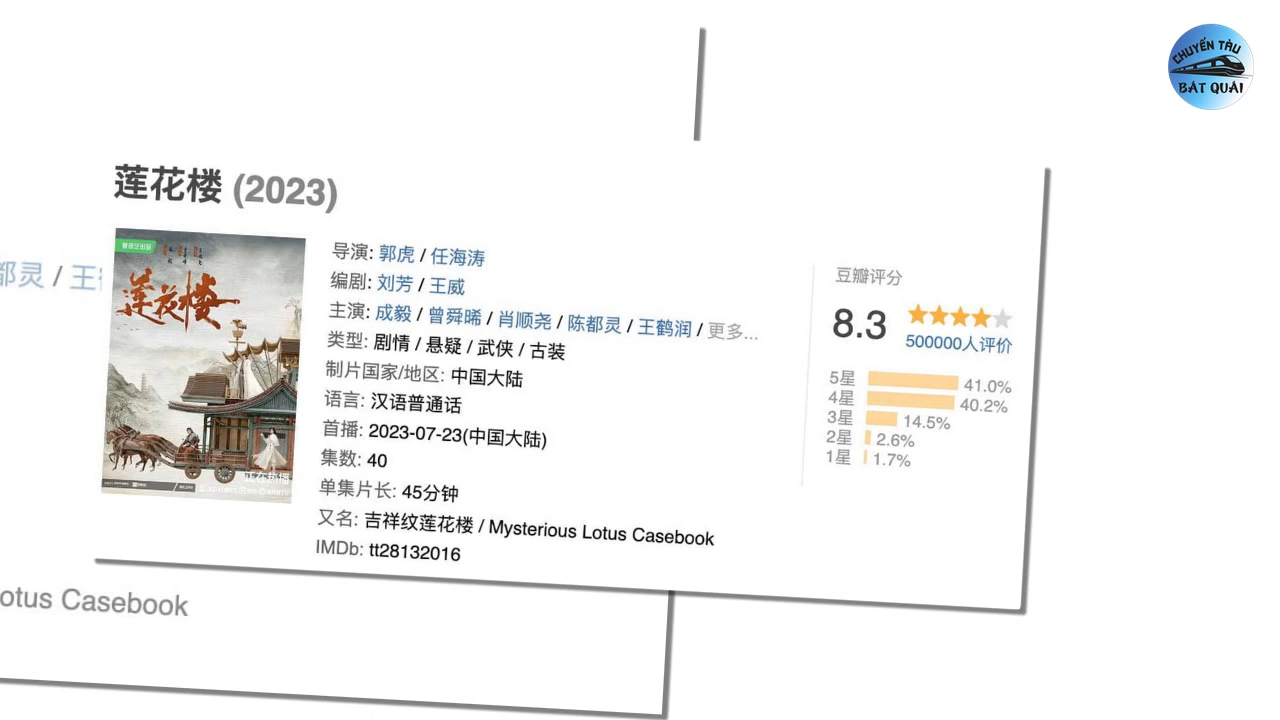 CHUYẾN TÀU
BÁT QUÁI
莲花楼 (2023)
莲花楼
导演: 郭虎 / 任海涛
编剧: 刘芳 / 王威
主演: 成毅 / 曾舜晞 / 肖顺尧 / 陈都灵 / 王鹤润 / 更多...
类型: 剧情 / 悬疑 / 武侠 / 古装
制片国家/地区: 中国大陆
语言: 汉语普通话
首播: 2023-07-23(中国大陆)
集数: 40
单集片长: 45分钟
又名: 吉祥纹莲花楼 / Mysterious Lotus Casebook
IMDb: tt28132016
豆瓣评分
8.3
500000人评价
5星 41.0%
4星 40.2%
3星 14.5%
2星 2.6%
1星 1.7%
都灵 / 王
otus Casebook